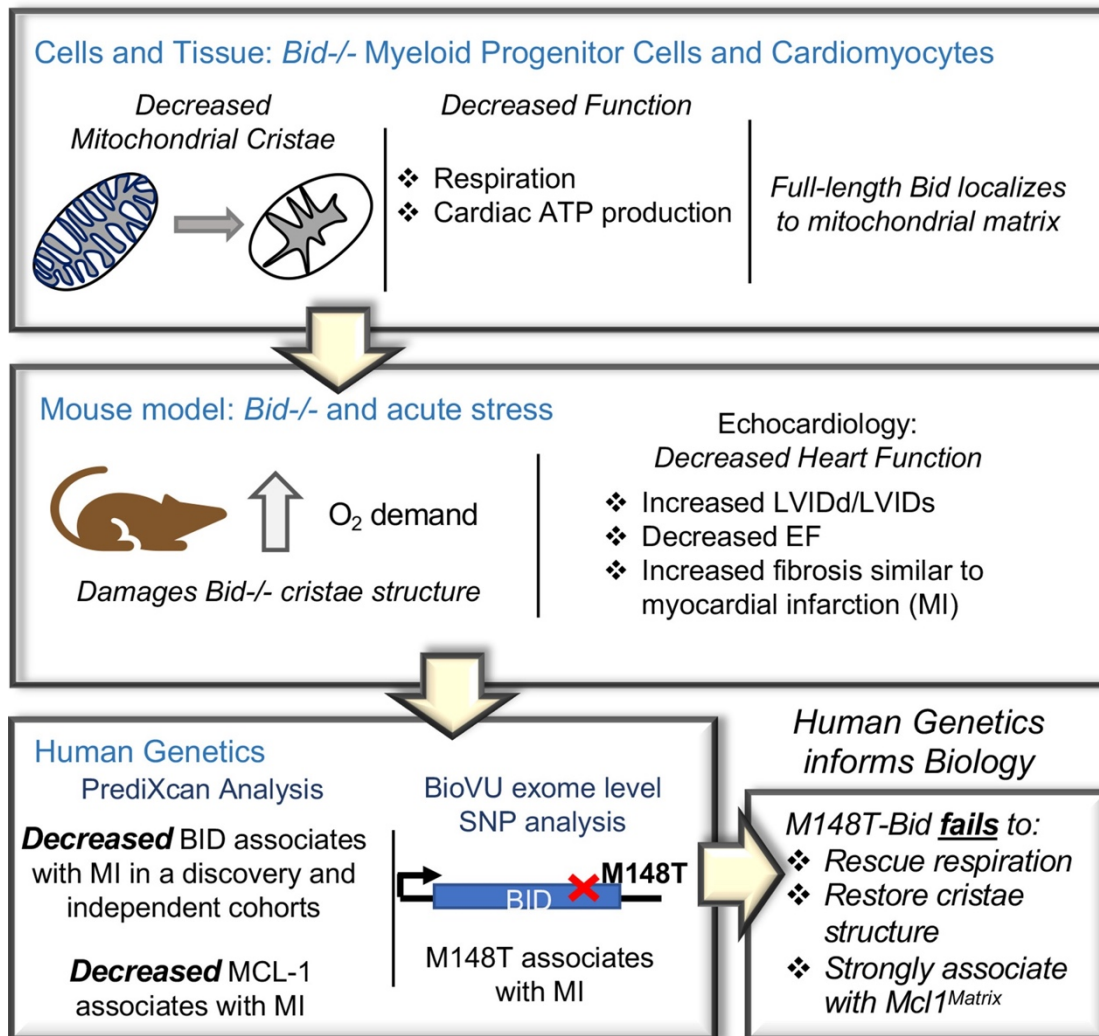 Cells and Tissue: Bid-/- Myeloid Progenitor Cells and Cardiomyocytes
Decreased
Mitochondrial Cristae
Decreased Function
❖ Respiration
❖ Cardiac ATP production
Full-length Bid localizes
to mitochondrial matrix
Mouse model: Bid-/- and acute stress
O₂ demand
Damages Bid-/- cristae structure
Echocardiology:
Decreased Heart Function
❖ Increased LVIDd/LVIDs
❖ Decreased EF
❖ Increased fibrosis similar to
myocardial infarction (MI)
Human Genetics
PrediXcan Analysis
Decreased BID associates
with MI in a discovery and
independent cohorts
Decreased MCL-1
associates with MI
BioVU exome level
SNP analysis
M148T
BID
M148T associates
with MI
Human Genetics
informs Biology
M148T-Bid fails to:
❖ Rescue respiration
❖ Restore cristae
structure
❖ Strongly associate
with Mcl1^Matrix